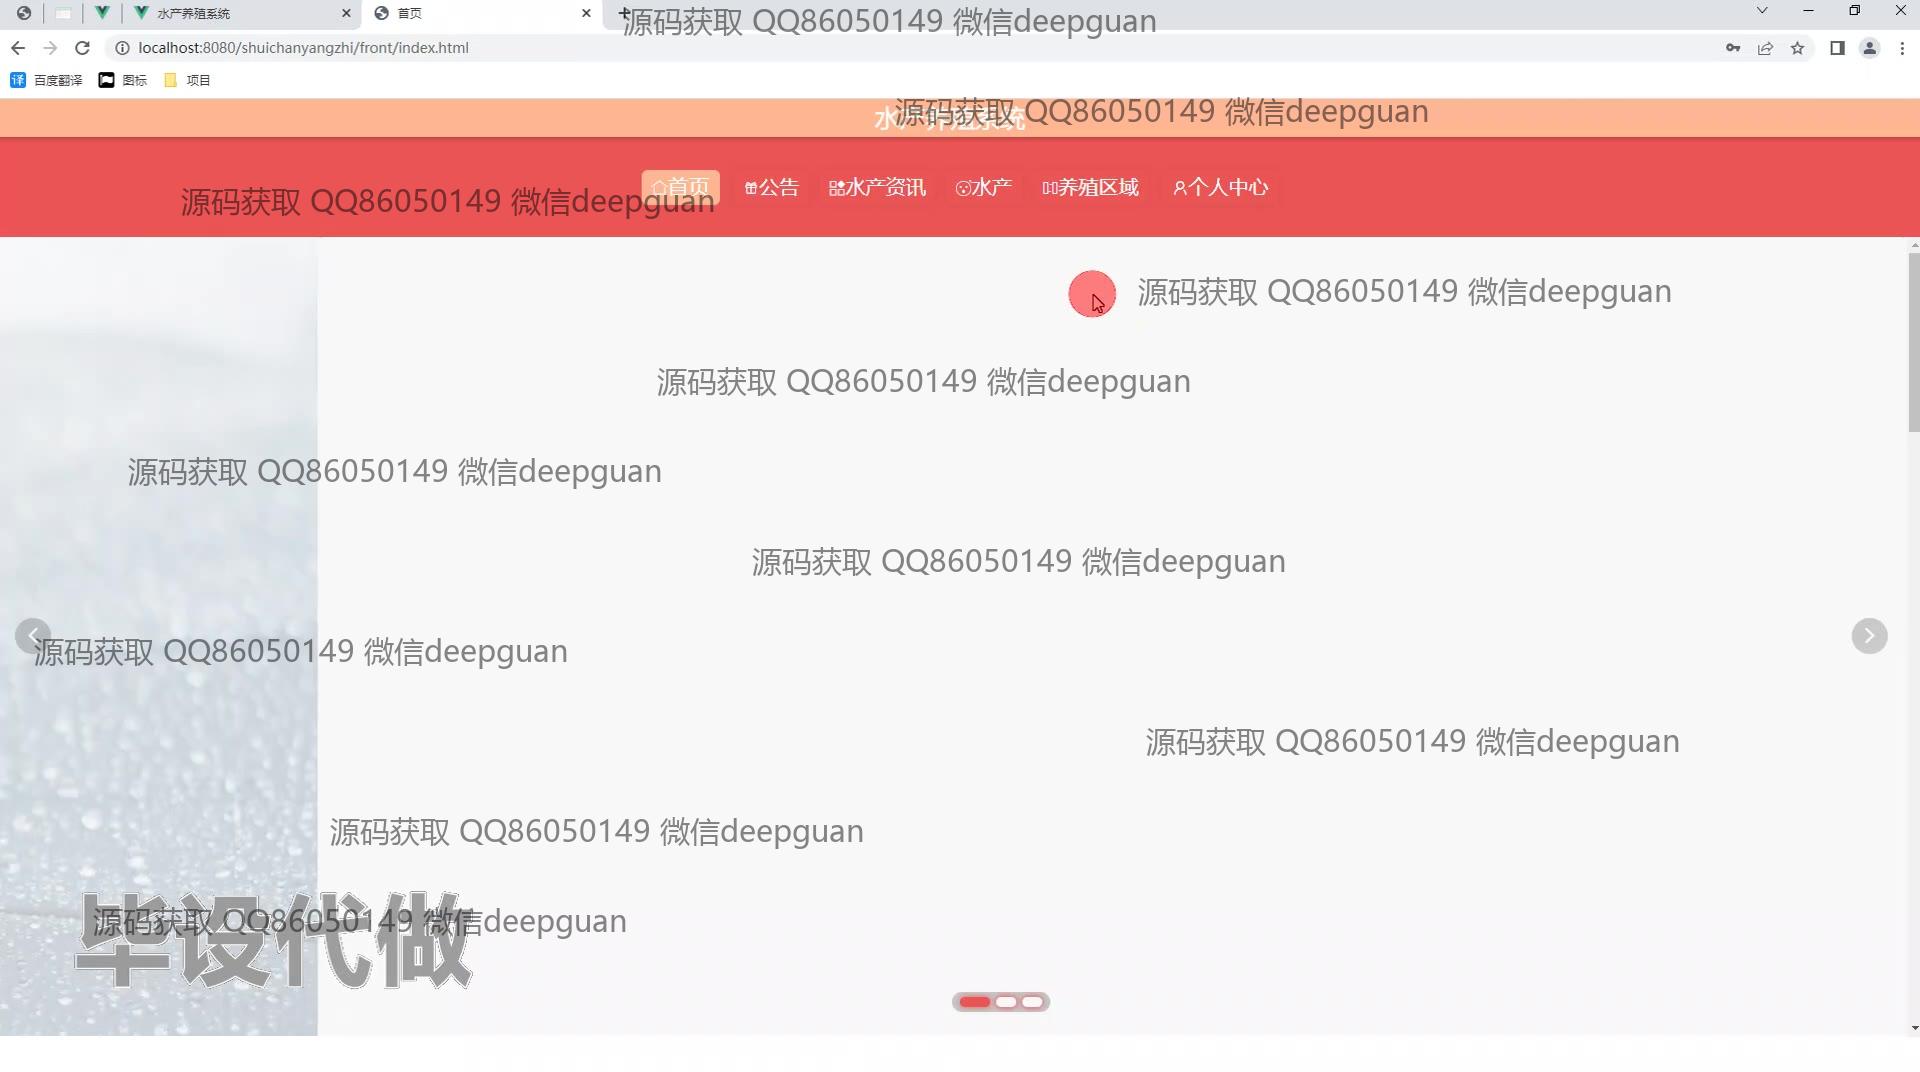 水产养殖系统
首页
源码获取 QQ86050149 微信deepguan
localhost:8080/shuichanyangzhi/front/index.html
百度翻译
图标
项目
水产养殖系统
源码获取 QQ86050149 微信deepguan
首页
公告
水产资讯
水产
养殖区域
个人中心
源码获取 QQ86050149 微信deepguan
源码获取 QQ86050149 微信deepguan
源码获取 QQ86050149 微信deepguan
源码获取 QQ86050149 微信deepguan
源码获取 QQ86050149 微信deepguan
源码获取 QQ86050149 微信deepguan
源码获取 QQ86050149 微信deepguan
源码获取 QQ86050149 微信deepguan
源码获取 QQ86050149 微信deepguan
毕设代做